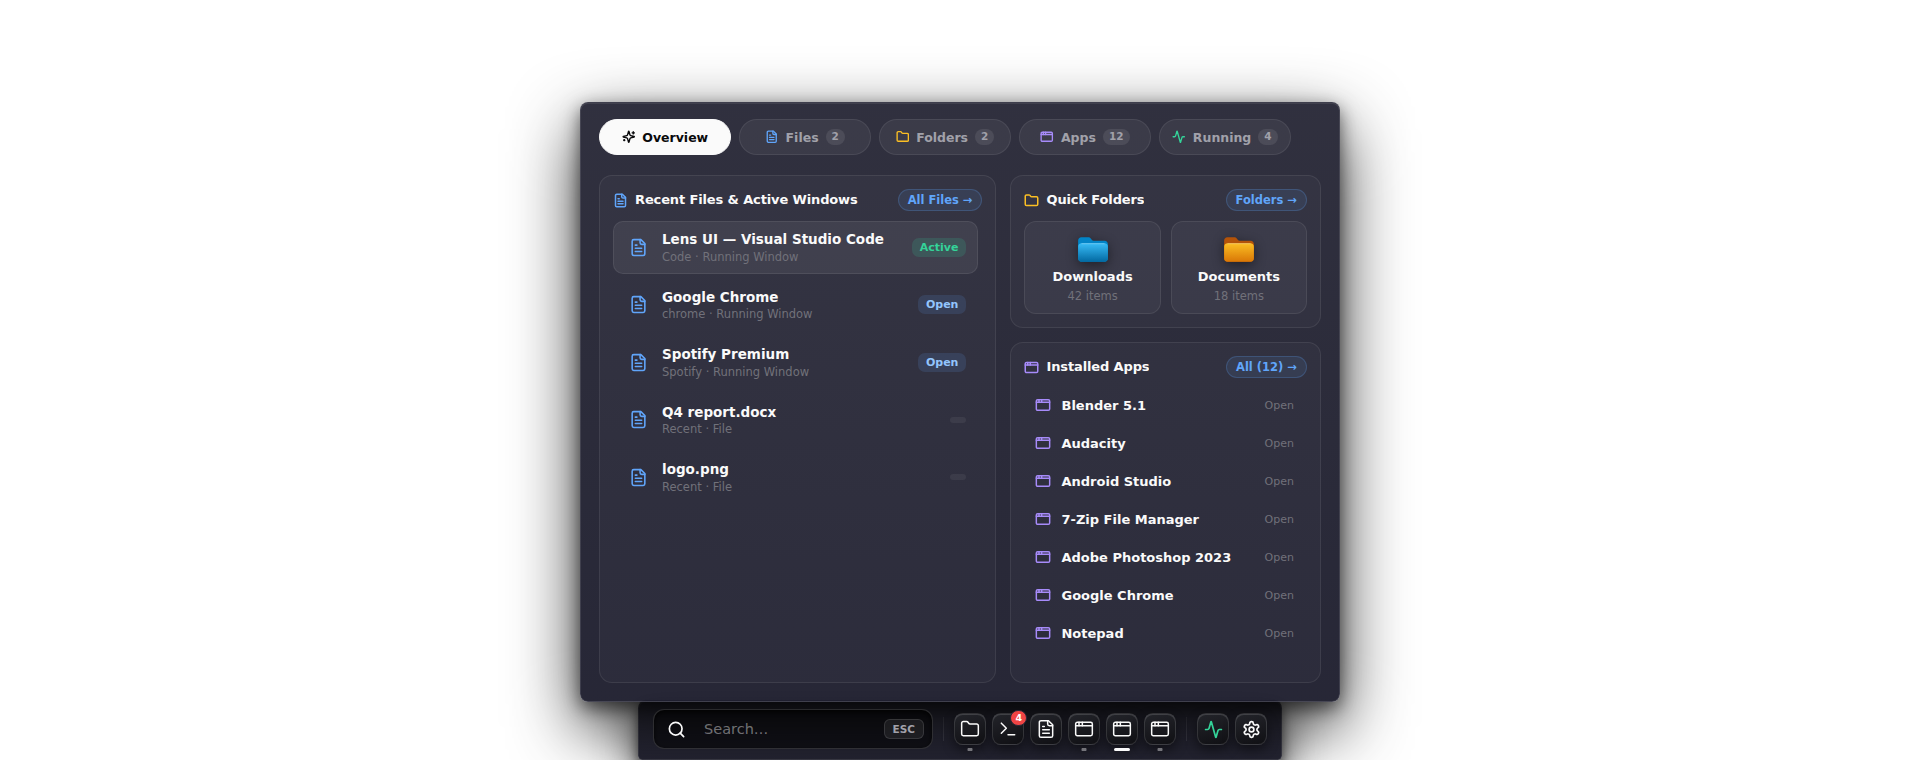 Overview
Files 2
Folders 2
Apps 12
Running 4
Recent Files & Active Windows
All Files →
Lens UI — Visual Studio Code
Code · Running Window
Active
Google Chrome
chrome · Running Window
Open
Spotify Premium
Spotify · Running Window
Open
Q4 report.docx
Recent · File
logo.png
Recent · File
Quick Folders
Folders →
Downloads
42 items
Documents
18 items
Installed Apps
All (12) →
Blender 5.1 Open
Audacity Open
Android Studio Open
7-Zip File Manager Open
Adobe Photoshop 2023 Open
Google Chrome Open
Notepad Open
Search...
ESC
4